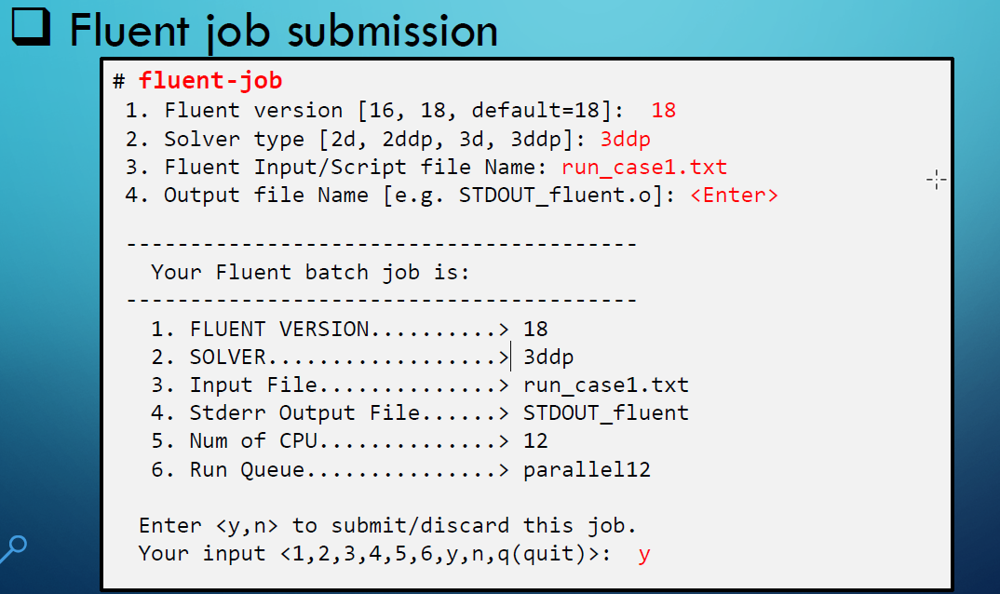 Fluent job submission
# fluent-job
1. Fluent version [16, 18, default=18]: 18
2. Solver type [2d, 2ddp, 3d, 3ddp]: 3ddp
3. Fluent Input/Script file Name: run_case1.txt
4. Output file Name [e.g. STDOUT_fluent.o]: <Enter>
----------------------------------------
Your Fluent batch job is:
----------------------------------------
1. FLUENT VERSION..........> 18
2. SOLVER..................> 3ddp
3. Input File..............> run_case1.txt
4. Stderr Output File......> STDOUT_fluent
5. Num of CPU..............> 12
6. Run Queue...............> parallel12
Enter <y,n> to submit/discard this job.
Your input <1,2,3,4,5,6,y,n,q(quit)>: y